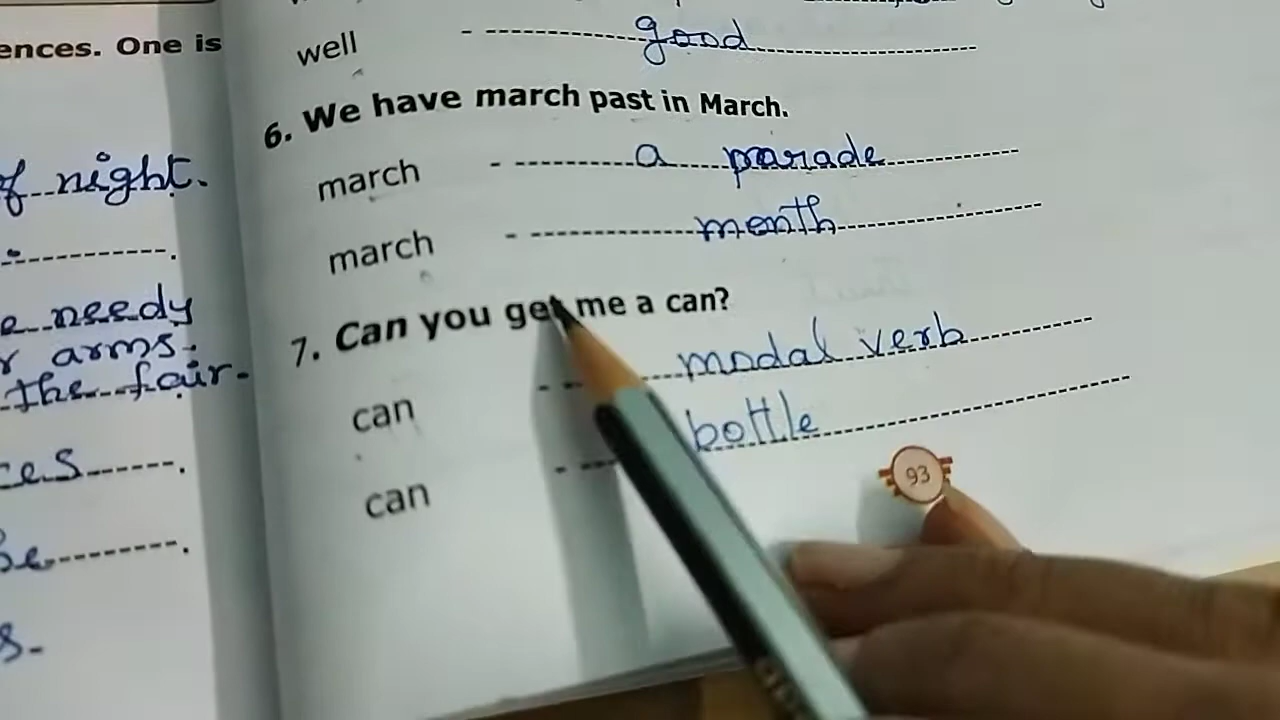 ences. One is
f night.
e needy
r arms.
the fair.
ces
be
s.
well - good
6. We have march past in March.
march - a parade
march - month
7. Can you get me a can?
can - modal verb
can - bottle
93